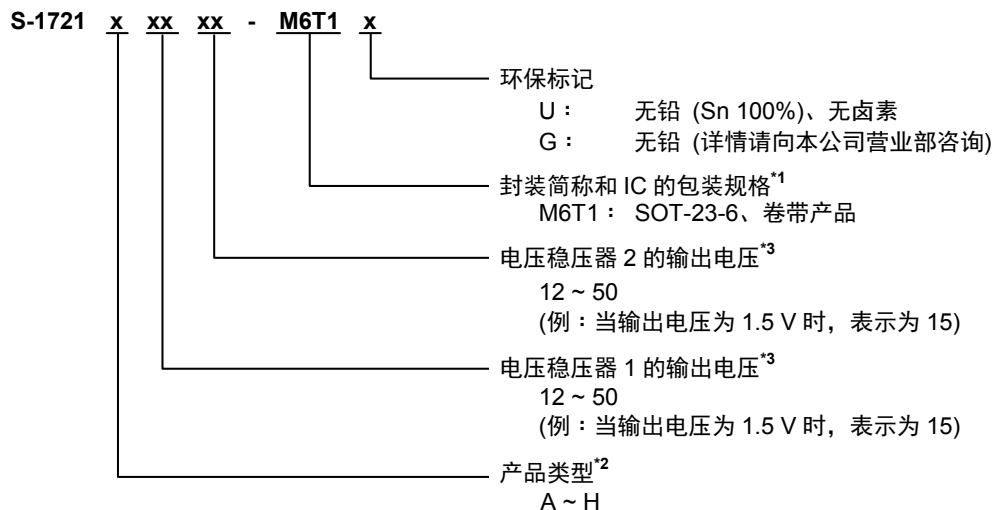 S-1721 x xx xx - M6T1 x
环保标记
U： 无铅 (Sn 100%)、无卤素
G： 无铅 (详情请向本公司营业部咨询)
封装简称和 IC 的包装规格*1
M6T1： SOT-23-6、卷带产品
电压稳压器 2 的输出电压*3
12 ~ 50
(例：当输出电压为 1.5 V 时，表示为 15)
电压稳压器 1 的输出电压*3
12 ~ 50
(例：当输出电压为 1.5 V 时，表示为 15)
产品类型*2
A ~ H